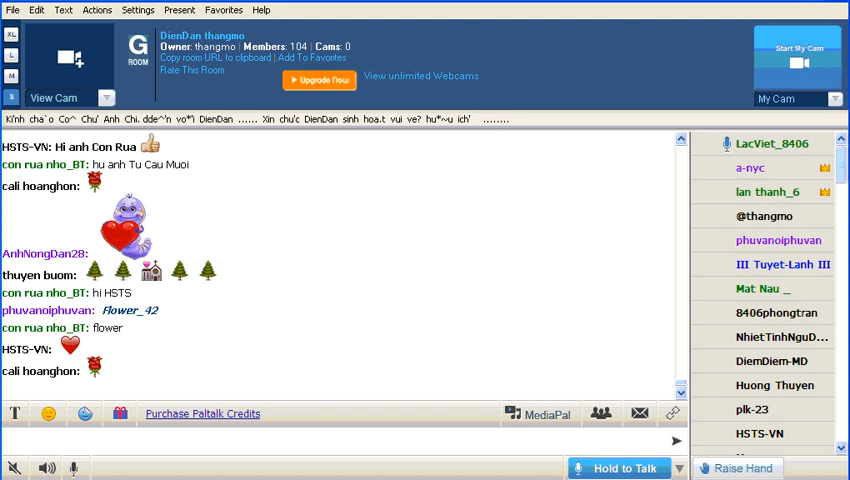 File Edit Text Actions Settings Present Favorites Help
XL
L
M
S
View Cam
G
ROOM
DienDan thangmo
Owner: thangmo | Members: 104 | Cams: 0
Copy room URL to clipboard | Add To Favorites
Rate This Room
Upgrade Now
View unlimited Webcams
Start My Cam
My Cam
Ki'nh cha`o Co^ Chu' Anh Chi. dde^'n vo*'i DienDan ...... Xin chu'c DienDan sinh hoa.t vui ve? hu*~u ich' ........
HSTS-VN: Hi anh Con Rua
con rua nho_BT: hu anh Tu Cau Muoi
cali hoanghon:
AnhNongDan28:
thuyen buom:
con rua nho_BT: hi HSTS
phuvanoiphuvan: Flower_42
con rua nho_BT: flower
HSTS-VN:
cali hoanghon:
LacViet_8406
a-nyc
lan thanh_6
@thangmo
phuvanoiphuvan
III Tuyet-Lanh III
Mat Nau _
8406phongtran
NhietTinhNguD...
DiemDiem-MD
Huong Thuyen
plk-23
HSTS-VN
T
Purchase Paltalk Credits
MediaPal
Hold to Talk
Raise Hand